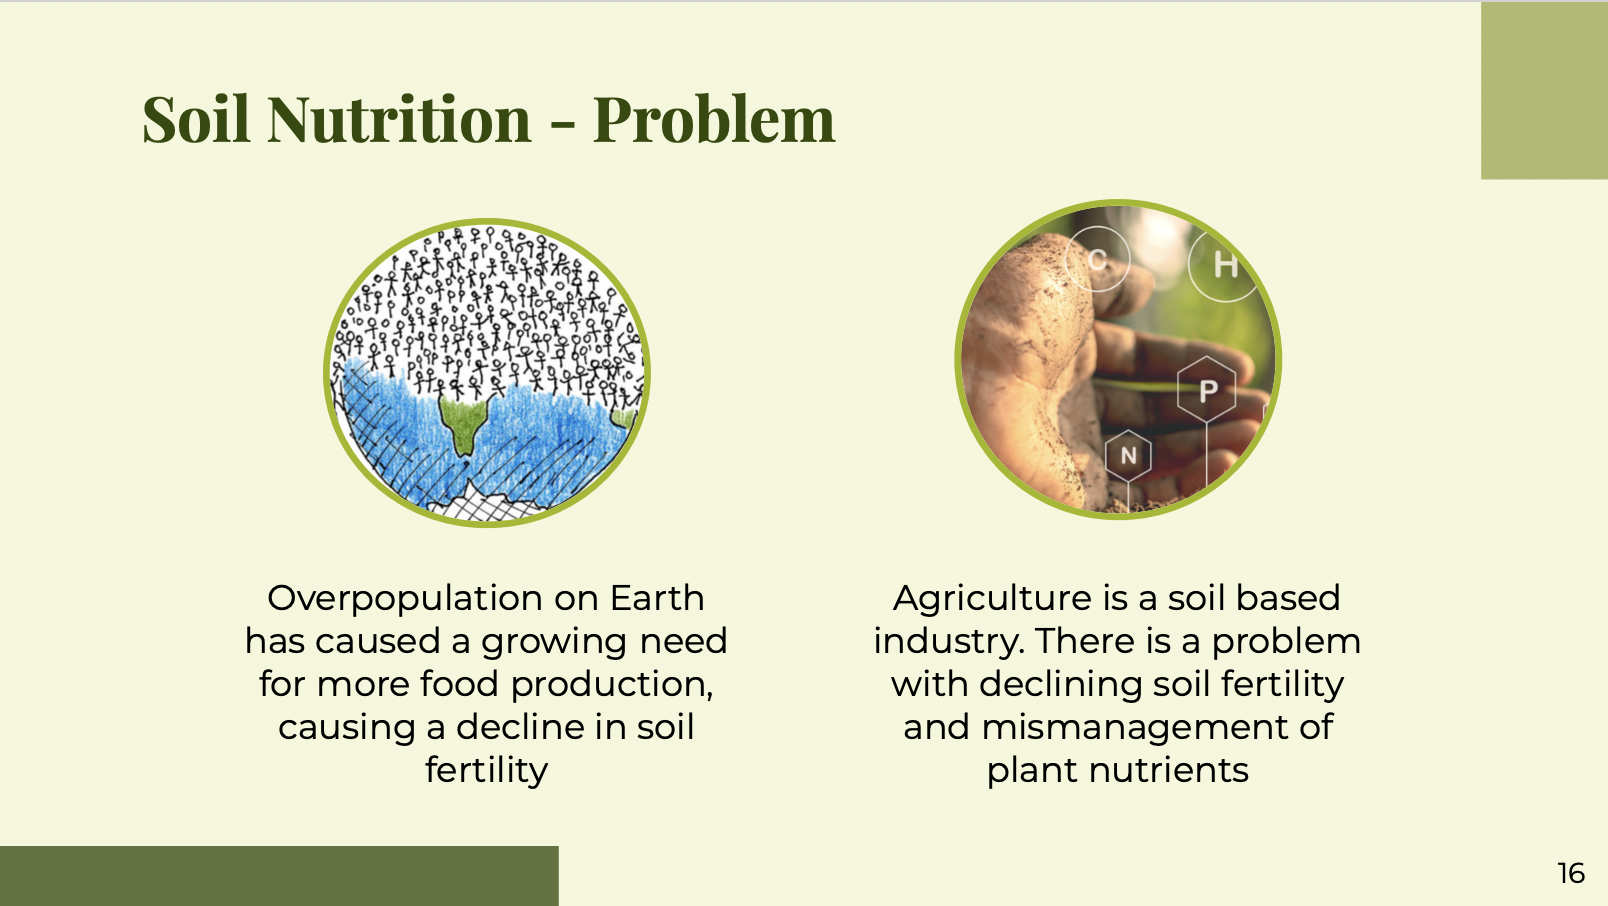 Soil Nutrition - Problem
C
H
P
N
Overpopulation on Earth
has caused a growing need
for more food production,
causing a decline in soil
fertility
Agriculture is a soil based
industry. There is a problem
with declining soil fertility
and mismanagement of
plant nutrients
16